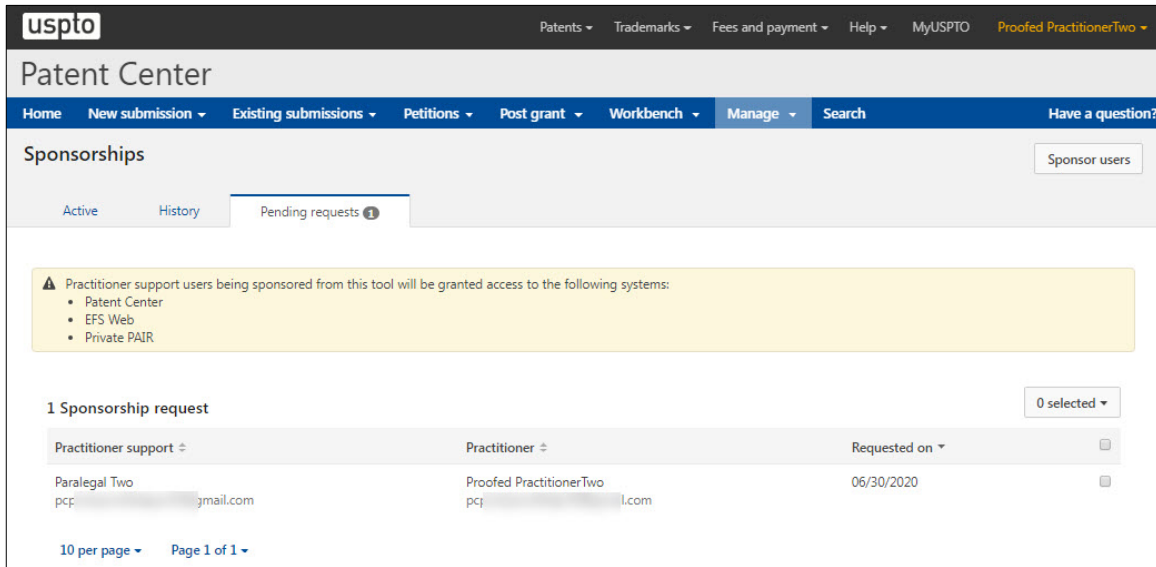 uspto Patents Trademarks Fees and payment Help MyUSPTO Proofed PractitionerTwo
Patent Center
Home New submission Existing submissions Petitions Post grant Workbench Manage Search Have a question?
Sponsorships Sponsor users
Active History Pending requests 1
Practitioner support users being sponsored from this tool will be granted access to the following systems:
• Patent Center
• EFS Web
• Private PAIR
1 Sponsorship request 0 selected
Practitioner support Practitioner Requested on
Paralegal Two Proofed PractitionerTwo 06/30/2020
10 per page Page 1 of 1